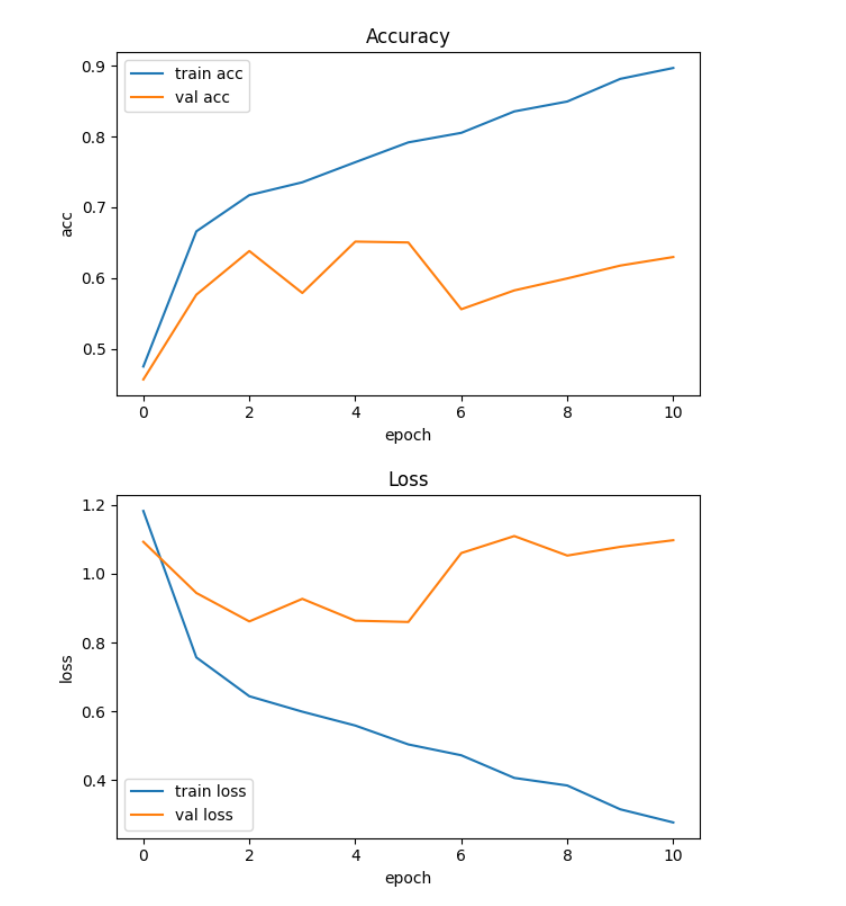 Accuracy
train acc
val acc
0.9
0.8
0.7
0.6
0.5
acc
0 2 4 6 8 10
epoch
Loss
1.2
1.0
0.8
0.6
0.4
loss
train loss
val loss
0 2 4 6 8 10
epoch